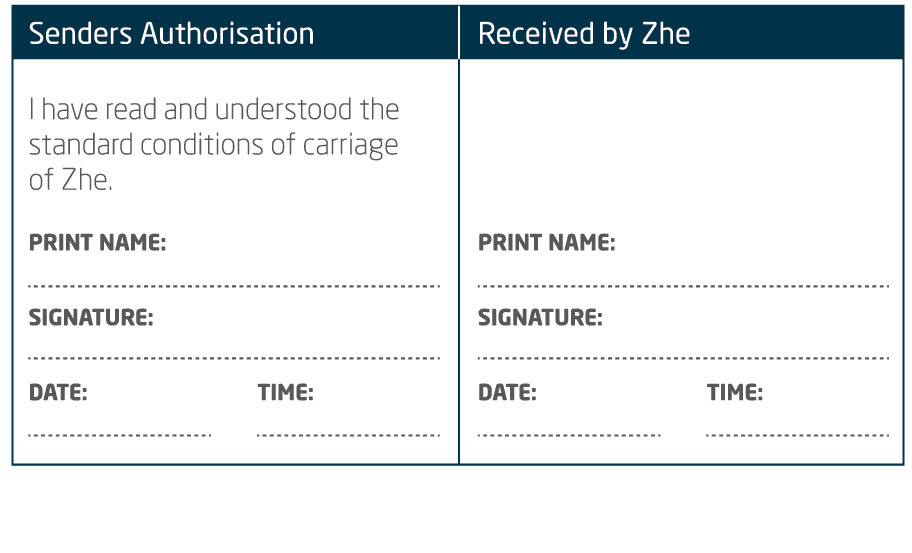 Senders Authorisation
I have read and understood the
standard conditions of carriage
of Zhe.
PRINT NAME:
SIGNATURE:
DATE: TIME:
Received by Zhe
PRINT NAME:
SIGNATURE:
DATE: TIME: